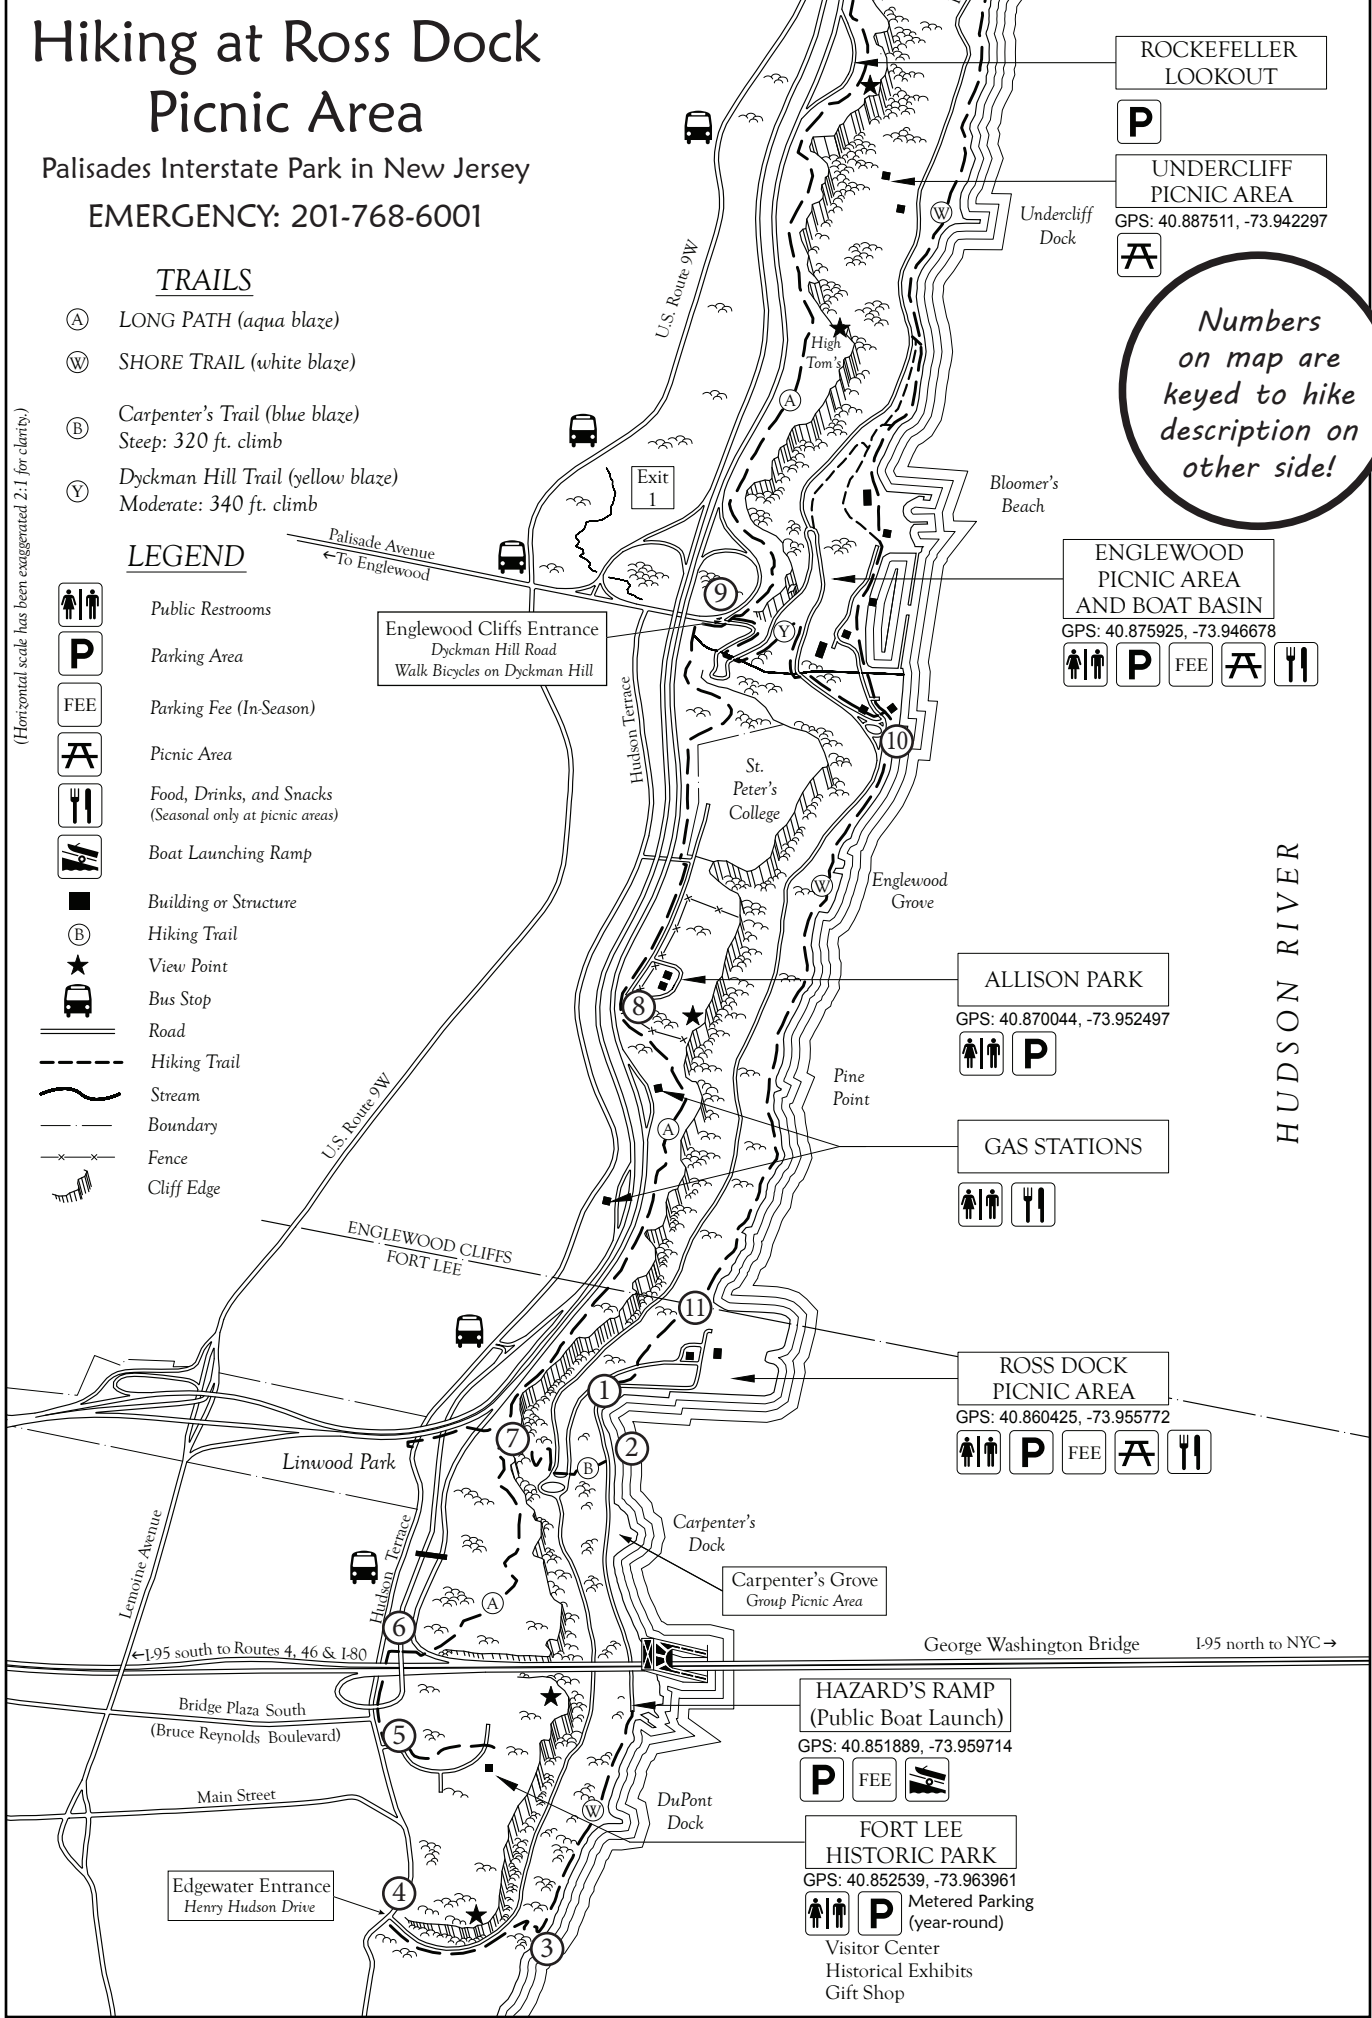 Hiking at Ross Dock
Picnic Area
Palisades Interstate Park in New Jersey
EMERGENCY: 201-768-6001
TRAILS
A LONG PATH (aqua blaze)
W SHORE TRAIL (white blaze)
B Carpenter's Trail (blue blaze)
Steep: 320 ft. climb
Y Dyckman Hill Trail (yellow blaze)
Moderate: 340 ft. climb
(Horizontal scale has been exaggerated 2:1 for clarity.)
LEGEND
Public Restrooms
P Parking Area
FEE Parking Fee (In-Season)
Picnic Area
Food, Drinks, and Snacks
(Seasonal only at picnic areas)
Boat Launching Ramp
Building or Structure
B Hiking Trail
View Point
Bus Stop
Road
Hiking Trail
Stream
Boundary
Fence
Cliff Edge
ROCKEFELLER
LOOKOUT
P
UNDERCLIFF
PICNIC AREA
GPS: 40.887511, -73.942297
Undercliff
Dock
W
Numbers
on map are
keyed to hike
description on
other side!
U.S. Route 9W
High
Tom's
A
Exit
1
Bloomer's
Beach
Palisade Avenue
←To Englewood
ENGLEWOOD
PICNIC AREA
AND BOAT BASIN
GPS: 40.875925, -73.946678
P FEE
9
Y
Englewood Cliffs Entrance
Dyckman Hill Road
Walk Bicycles on Dyckman Hill
Hudson Terrace
10
St.
Peter's
College
W
Englewood
Grove
HUDSON RIVER
ALLISON PARK
GPS: 40.870044, -73.952497
P
8
Pine
Point
A
GAS STATIONS
U.S. Route 9W
ENGLEWOOD CLIFFS
FORT LEE
11
ROSS DOCK
PICNIC AREA
GPS: 40.860425, -73.955772
P FEE
1
2
7
B
Linwood Park
Carpenter's
Dock
Carpenter's Grove
Group Picnic Area
Lemoine Avenue
Hudson Terrace
A
6
←I-95 south to Routes 4, 46 & I-80
George Washington Bridge
I-95 north to NYC→
HAZARD'S RAMP
(Public Boat Launch)
GPS: 40.851889, -73.959714
P FEE
Bridge Plaza South
(Bruce Reynolds Boulevard)
5
Main Street
W
DuPont
Dock
FORT LEE
HISTORIC PARK
GPS: 40.852539, -73.963961
P Metered Parking
(year-round)
Visitor Center
Historical Exhibits
Gift Shop
Edgewater Entrance
Henry Hudson Drive
4
3